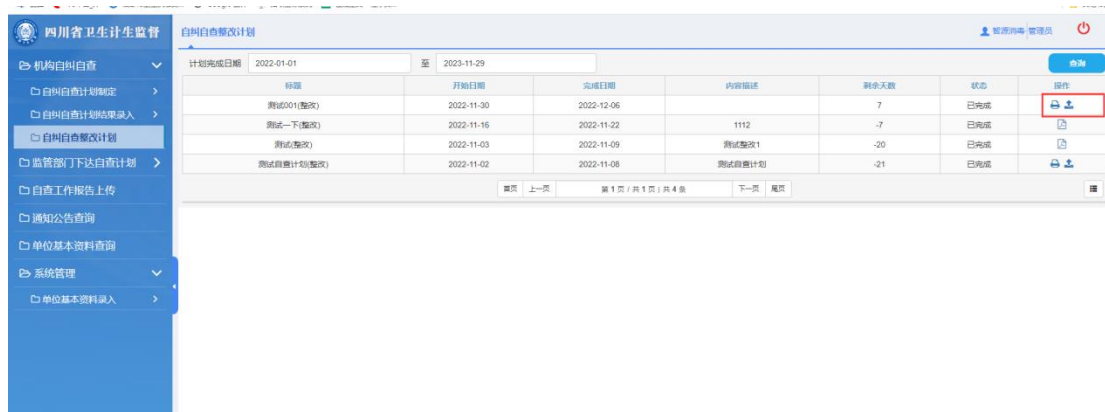 四川省卫生计生监督
自纠自查整改计划
管理员
机构自纠自查
自纠自查计划制定
自纠自查计划结果录入
自纠自查整改计划
监管部门下达自查计划
自查工作报告上传
通知公告查询
单位基本资料查询
系统管理
单位基本资料录入
计划完成日期 2022-01-01 至 2023-11-29 查询
标题 开始日期 完成日期 内容描述 剩余天数 状态 操作
测试001(整改) 2022-11-30 2022-12-06 7 已完成
测试一下(整改) 2022-11-16 2022-11-22 1112 -7 已完成
测试(整改) 2022-11-03 2022-11-09 测试整改1 -20 已完成
测试自查计划(整改) 2022-11-02 2022-11-08 测试自查计划 -21 已完成
首页 上一页 第 1 页 / 共 1 页 | 共 4 条 下一页 尾页